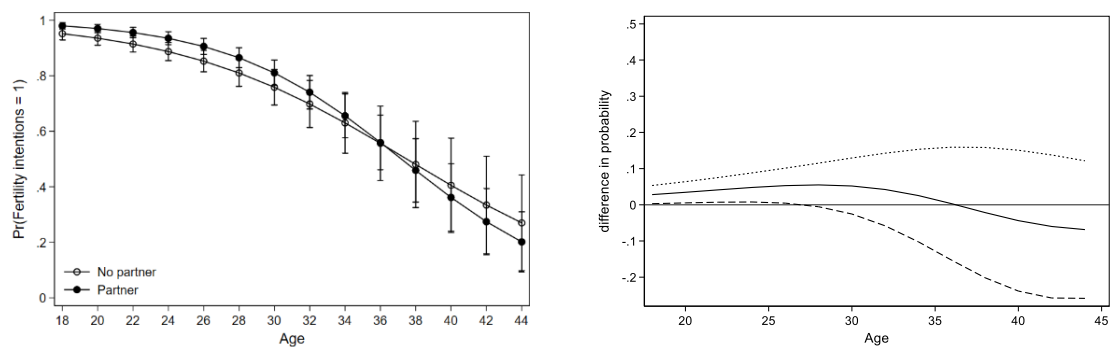 Pr(Fertility intentions = 1)
1
.8
.6
.4
.2
0
No partner
Partner
18 20 22 24 26 28 30 32 34 36 38 40 42 44
Age
difference in probability
.5
.4
.3
.2
.1
0
-.1
-.2
20 25 30 35 40 45
Age